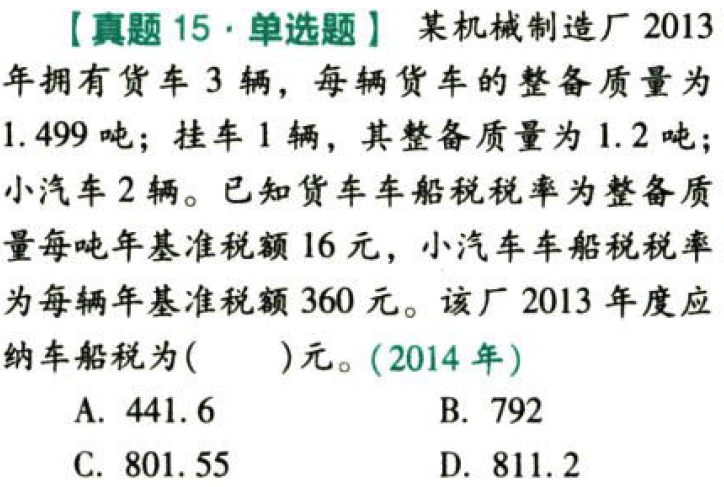 【真题 15·单选题】 某机械制造厂 2013
年拥有货车 3 辆，每辆货车的整备质量为
1.499 吨；挂车 1 辆，其整备质量为 1.2 吨；
小汽车 2 辆。已知货车车船税税率为整备质
量每吨年基准税额 16 元，小汽车车船税税率
为每辆年基准税额 360 元。该厂 2013 年度应
纳车船税为(  )元。(2014 年)
A. 441.6 B. 792
C. 801.55 D. 811.2